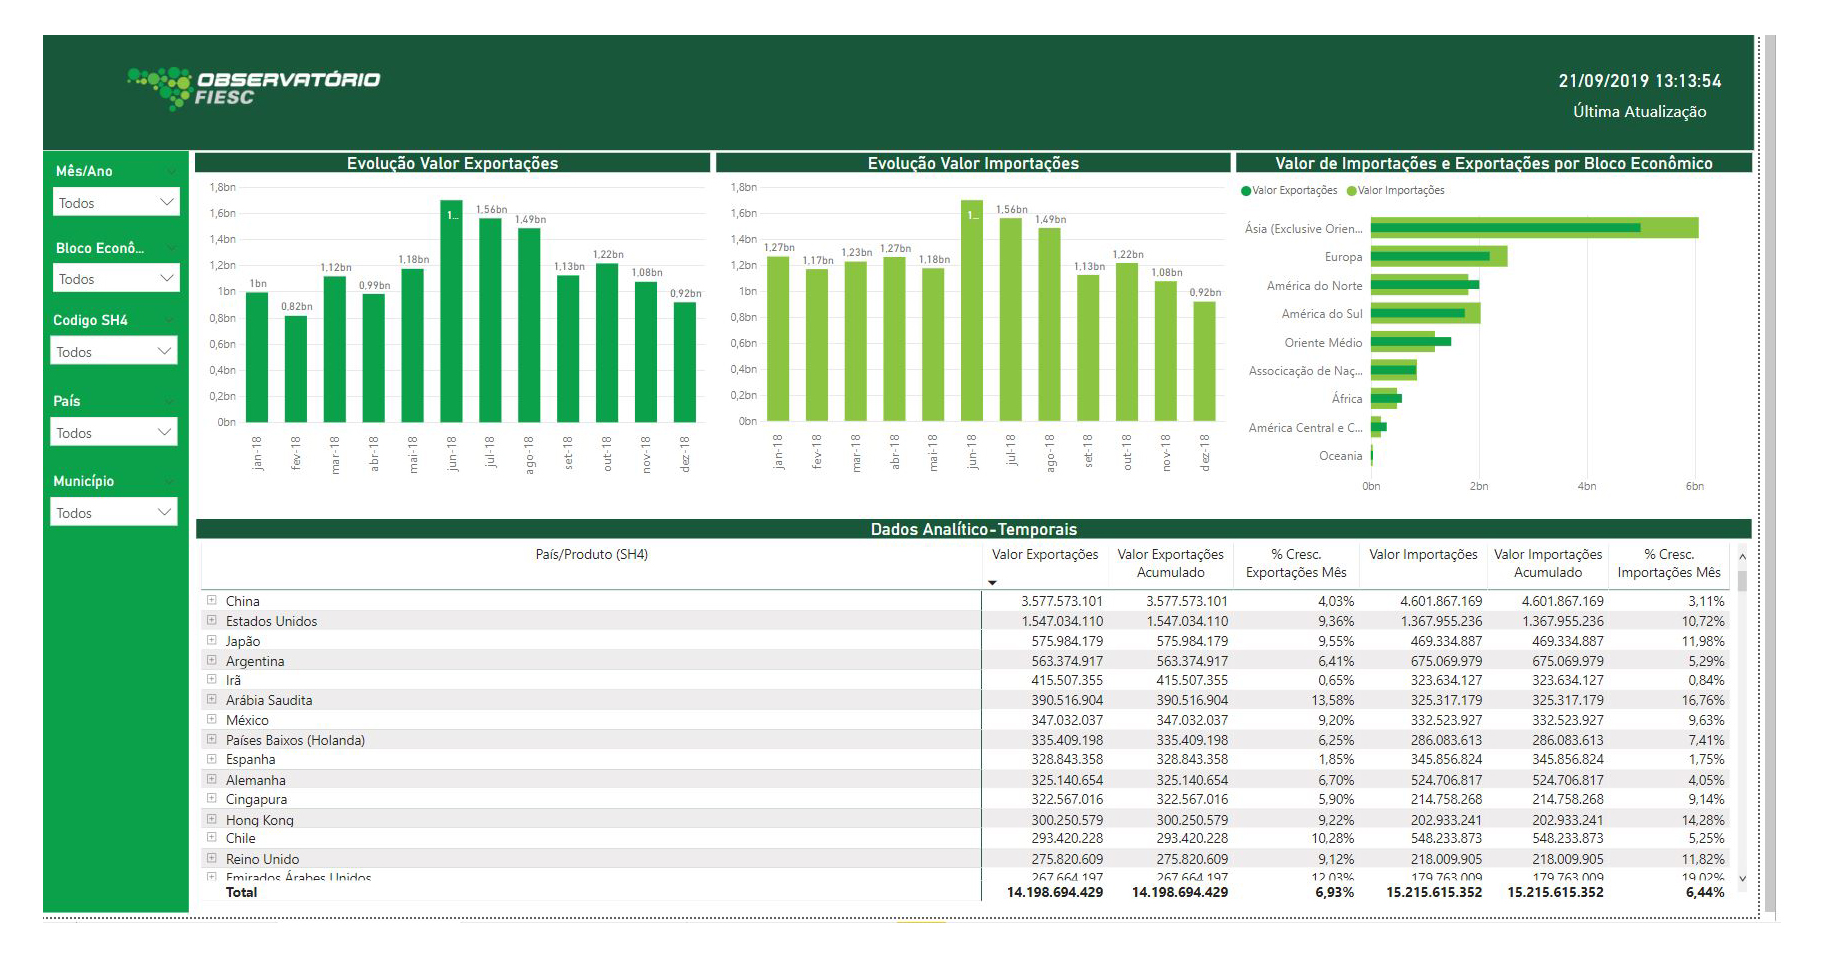 OBSERVATÓRIO
FIESC
21/09/2019 13:13:54
Última Atualização
Mês/Ano
Todos
Bloco Econô...
Todos
Codigo SH4
Todos
País
Todos
Município
Todos
Evolução Valor Exportações
1,8bn
1,6bn
1,4bn
1,2bn
1bn
0,8bn
0,6bn
0,4bn
0,2bn
0bn
1bn
0,82bn
1,12bn
0,99bn
1,18bn
1...
1,56bn
1,49bn
1,13bn
1,22bn
1,08bn
0,92bn
jan-18
fev-18
mar-18
abr-18
mai-18
jun-18
jul-18
ago-18
set-18
out-18
nov-18
dez-18
Evolução Valor Importações
1,8bn
1,6bn
1,4bn
1,2bn
1bn
0,8bn
0,6bn
0,4bn
0,2bn
0bn
1,27bn
1,17bn
1,23bn
1,27bn
1,18bn
1...
1,56bn
1,49bn
1,13bn
1,22bn
1,08bn
0,92bn
jan-18
fev-18
mar-18
abr-18
mai-18
jun-18
jul-18
ago-18
set-18
out-18
nov-18
dez-18
Valor de Importações e Exportações por Bloco Econômico
Valor Exportações Valor Importações
Ásia (Exclusive Orien...
Europa
América do Norte
América do Sul
Oriente Médio
Associcação de Naç...
África
América Central e C...
Oceania
0bn 2bn 4bn 6bn
Dados Analítico-Temporais
País/Produto (SH4) Valor Exportações Valor Exportações Acumulado % Cresc. Exportações Mês Valor Importações Valor Importações Acumulado % Cresc. Importações Mês
China 3.577.573.101 3.577.573.101 4,03% 4.601.867.169 4.601.867.169 3,11%
Estados Unidos 1.547.034.110 1.547.034.110 9,36% 1.367.955.236 1.367.955.236 10,72%
Japão 575.984.179 575.984.179 9,55% 469.334.887 469.334.887 11,98%
Argentina 563.374.917 563.374.917 6,41% 675.069.979 675.069.979 5,29%
Irã 415.507.355 415.507.355 0,65% 323.634.127 323.634.127 0,84%
Arábia Saudita 390.516.904 390.516.904 13,58% 325.317.179 325.317.179 16,76%
México 347.032.037 347.032.037 9,20% 332.523.927 332.523.927 9,63%
Países Baixos (Holanda) 335.409.198 335.409.198 6,25% 286.083.613 286.083.613 7,41%
Espanha 328.843.358 328.843.358 1,85% 345.856.824 345.856.824 1,75%
Alemanha 325.140.654 325.140.654 6,70% 524.706.817 524.706.817 4,05%
Cingapura 322.567.016 322.567.016 5,90% 214.758.268 214.758.268 9,14%
Hong Kong 300.250.579 300.250.579 9,22% 202.933.241 202.933.241 14,28%
Chile 293.420.228 293.420.228 10,28% 548.233.873 548.233.873 5,25%
Reino Unido 275.820.609 275.820.609 9,12% 218.009.905 218.009.905 11,82%
Emirados Árabes Unidos 267.664.197 267.664.197 12,03% 179.763.009 179.763.009 19,02%
Total 14.198.694.429 14.198.694.429 6,93% 15.215.615.352 15.215.615.352 6,44%